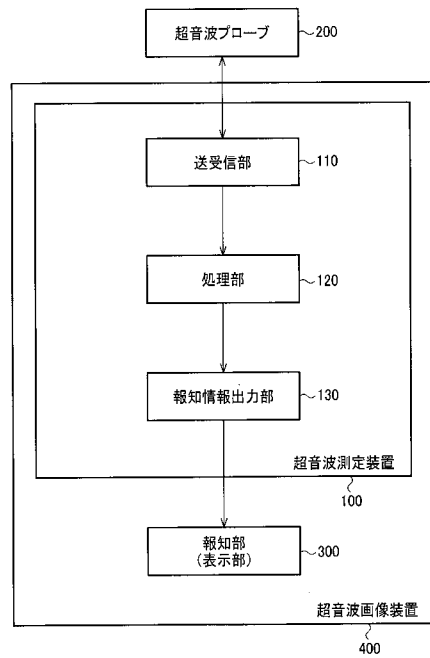 超音波プローブ
200
送受信部
110
処理部
120
報知情報出力部
130
超音波測定装置
100
報知部
(表示部)
300
超音波画像装置
400